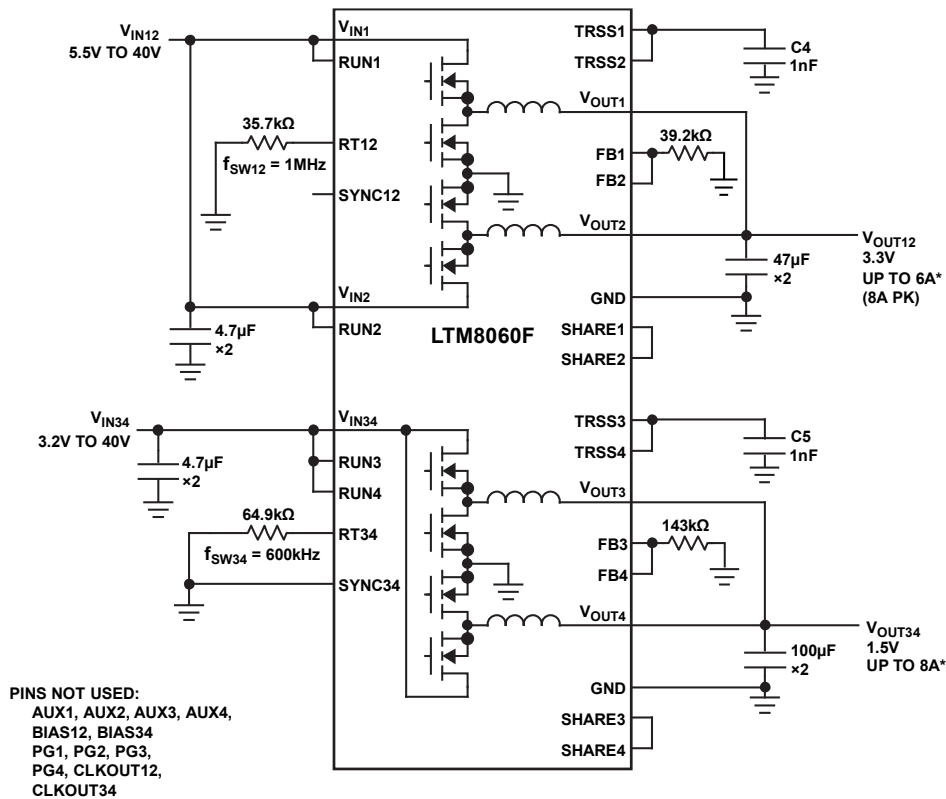 V_IN12
5.5V TO 40V
V_IN1
RUN1
35.7kΩ
RT12
f_SW12 = 1MHz
SYNC12
V_IN2
RUN2
4.7µF
×2
TRSS1
TRSS2
C4
1nF
V_OUT1
39.2kΩ
FB1
FB2
V_OUT2
V_OUT12
3.3V
UP TO 6A*
(8A PK)
47µF
×2
GND
SHARE1
SHARE2
LTM8060F
V_IN34
3.2V TO 40V
V_IN34
RUN3
RUN4
4.7µF
×2
64.9kΩ
RT34
f_SW34 = 600kHz
SYNC34
TRSS3
TRSS4
C5
1nF
V_OUT3
143kΩ
FB3
FB4
V_OUT4
V_OUT34
1.5V
UP TO 8A*
100µF
×2
GND
SHARE3
SHARE4
PINS NOT USED:
AUX1, AUX2, AUX3, AUX4,
BIAS12, BIAS34
PG1, PG2, PG3,
PG4, CLKOUT12,
CLKOUT34